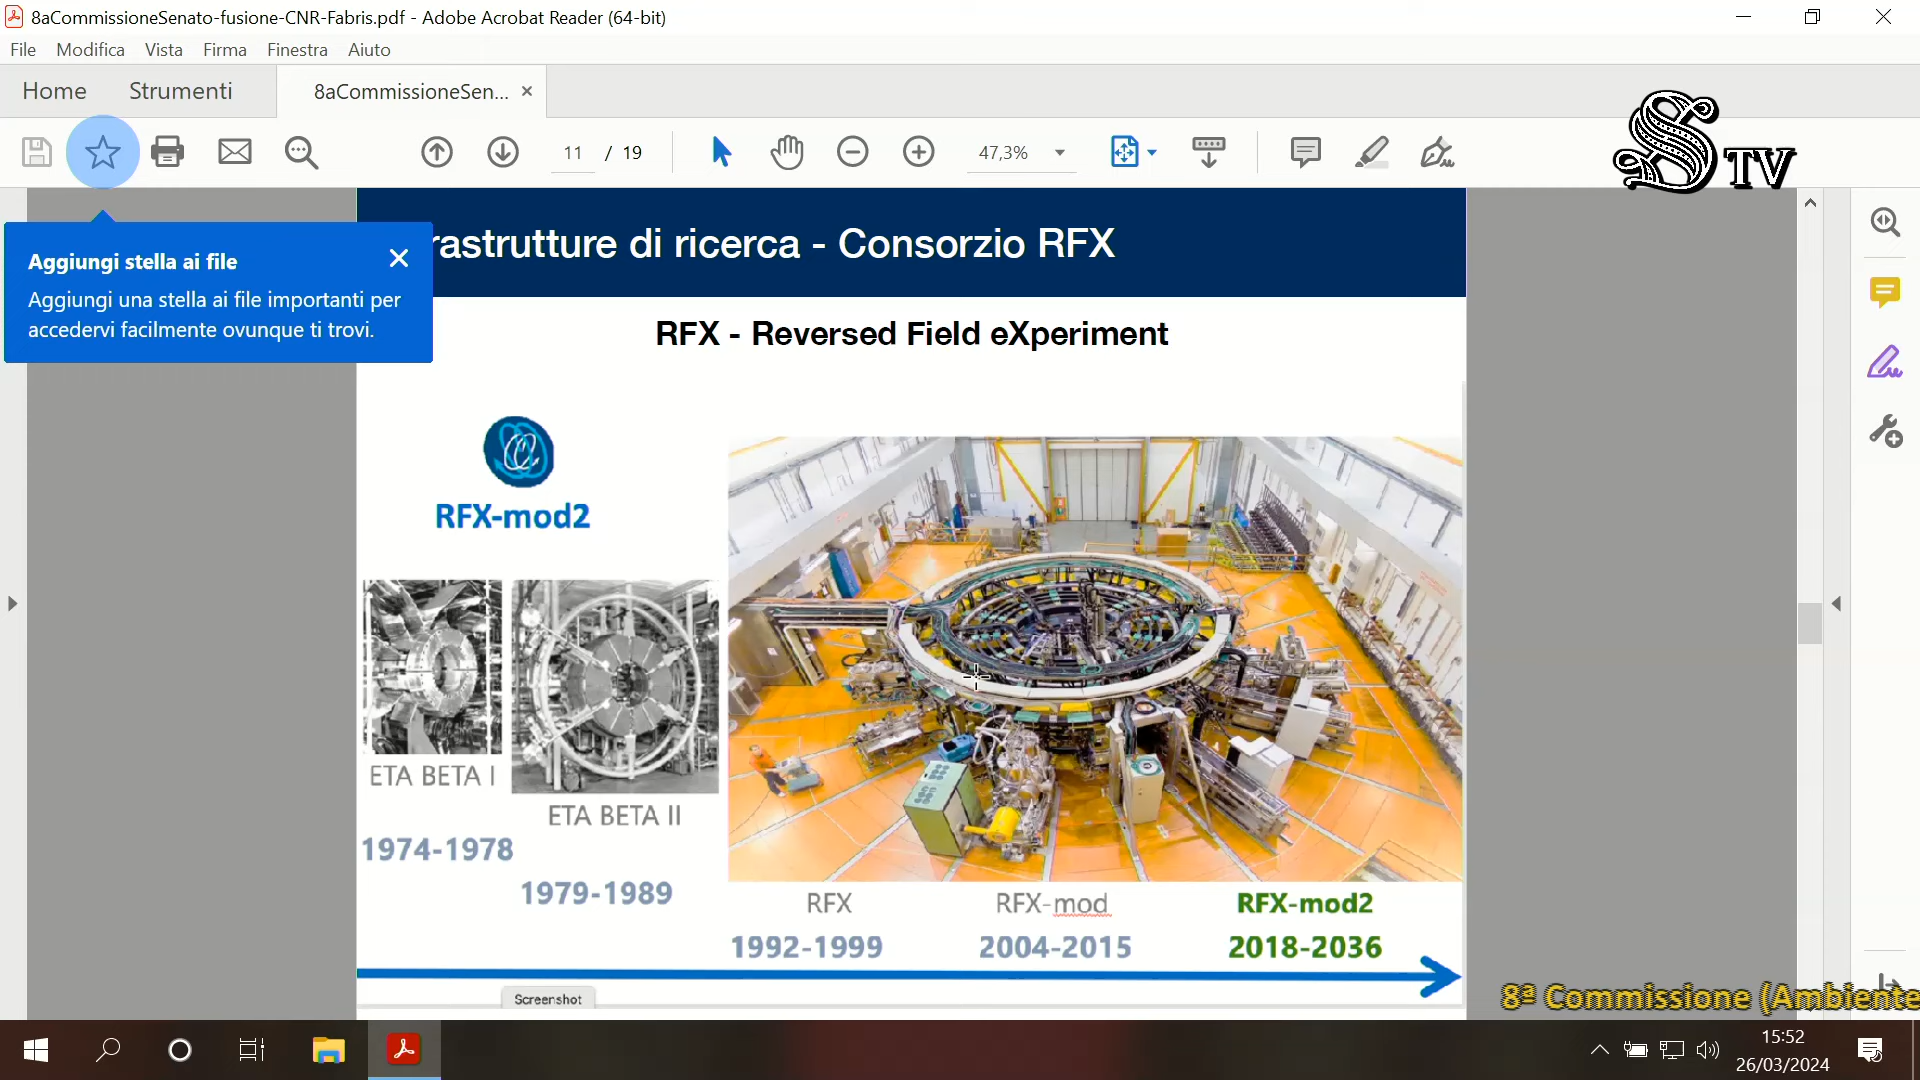 8aCommissioneSenato-fusione-CNR-Fabris.pdf - Adobe Acrobat Reader (64-bit)
File Modifica Vista Firma Finestra Aiuto
Home Strumenti 8aCommissioneSen...
11 / 19 47,3%
STV
rastrutture di ricerca - Consorzio RFX
Aggiungi stella ai file
Aggiungi una stella ai file importanti per
accedervi facilmente ovunque ti trovi.
RFX - Reversed Field eXperiment
RFX-mod2
ETA BETA I
ETA BETA II
1974-1978
1979-1989
RFX RFX-mod RFX-mod2
1992-1999 2004-2015 2018-2036
Screenshot
8ª Commissione (Ambiente
15:52
26/03/2024